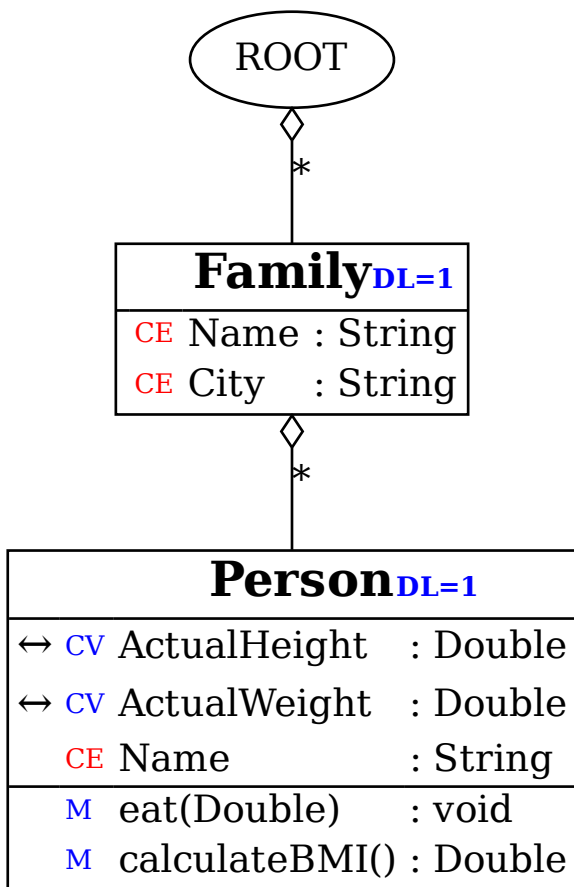 ROOT
*
Family DL=1
CE Name : String
CE City : String
*
Person DL=1
↔ CV ActualHeight : Double
↔ CV ActualWeight : Double
CE Name : String
M eat(Double) : void
M calculateBMI() : Double